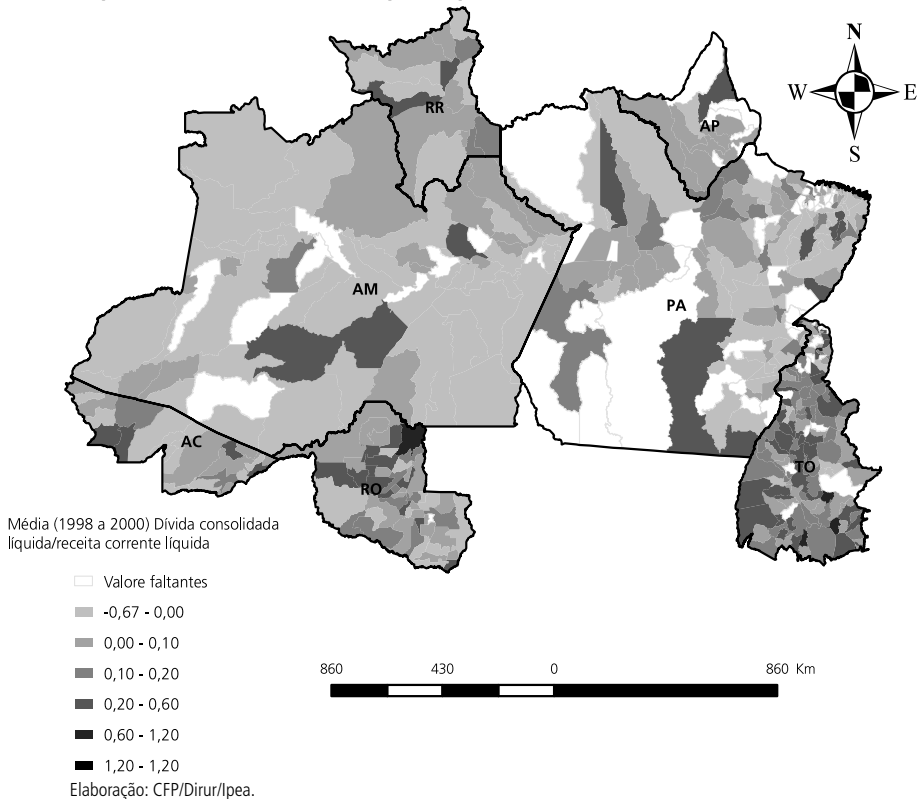 N
W
E
S
RR
AP
AM
PA
AC
RO
TO
Média (1998 a 2000) Dívida consolidada
líquida/receita corrente líquida
Valore faltantes
-0,67 - 0,00
0,00 - 0,10
0,10 - 0,20
0,20 - 0,60
0,60 - 1,20
1,20 - 1,20
860 430 0 860 Km
Elaboração: CFP/Dirur/Ipea.